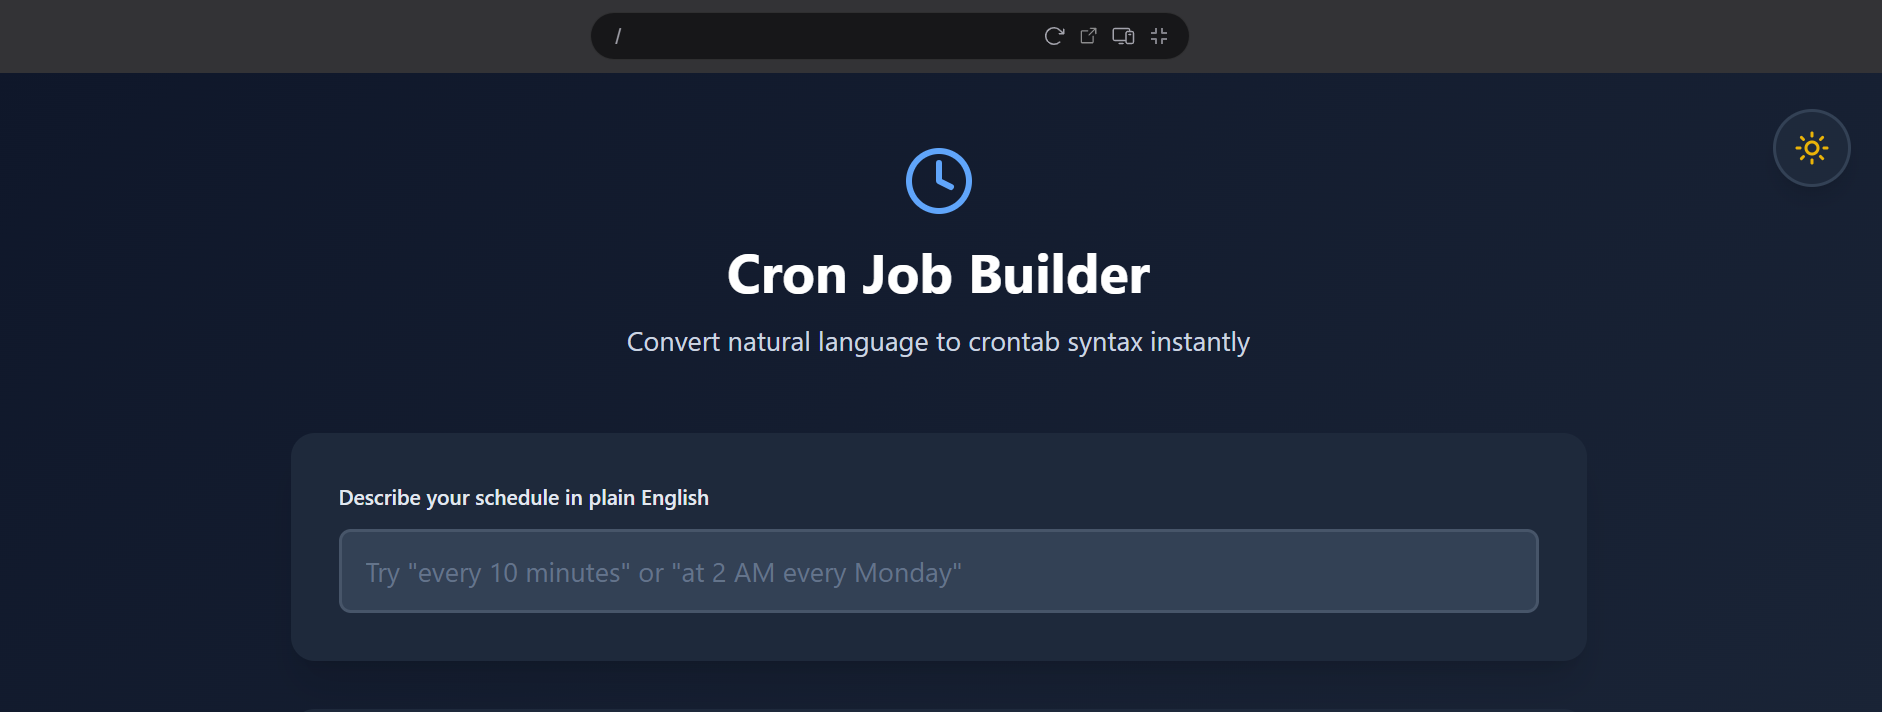 /
Cron Job Builder
Convert natural language to crontab syntax instantly
Describe your schedule in plain English
Try "every 10 minutes" or "at 2 AM every Monday"